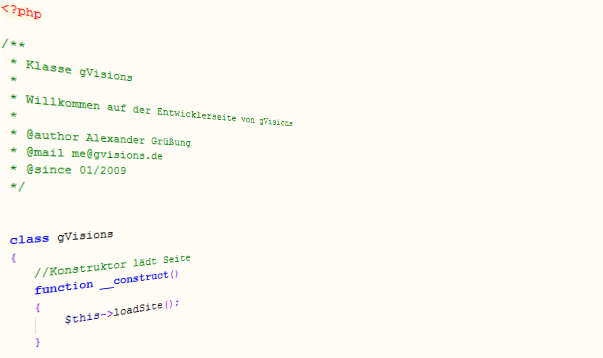 <?php
/**
 * Klasse gVisions
 *
 * Willkommen auf der Entwicklerseite von gVisions
 *
 * @author Alexander Grüßung
 * @mail me@gvisions.de
 * @since 01/2009
 */
class gVisions
{
//Konstruktor lädt Seite
function __construct()
{
$this->loadSite();
}